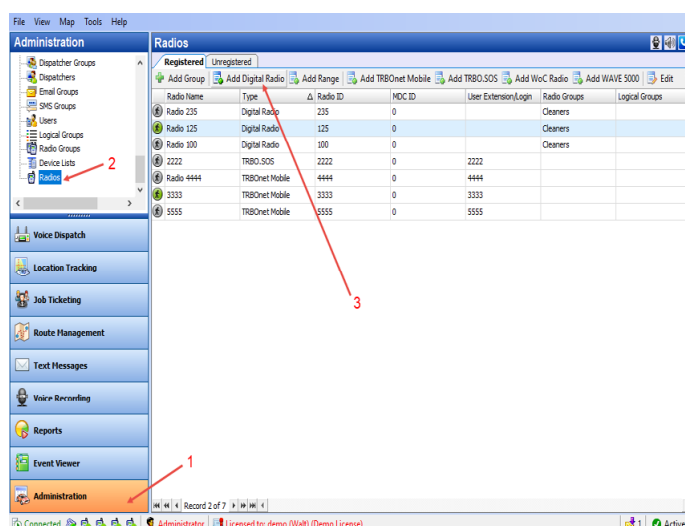 File View Map Tools Help
Administration
Radios
Dispatcher Groups
Dispatchers
Email Groups
SMS Groups
Users
Logical Groups
Radio Groups
Device Lists
Radios
2
Voice Dispatch
Location Tracking
Job Ticketing
Route Management
Text Messages
Voice Recording
Reports
Event Viewer
Administration
1
Registered Unregistered
Add Group Add Digital Radio Add Range Add TRBOnet Mobile Add TRBO.SOS Add WoC Radio Add WAVE 5000 Edit
Radio Name Type Radio ID MDC ID User Extension/Login Radio Groups Logical Groups
Radio 235 Digital Radio 235 0 Cleaners
Radio 125 Digital Radio 125 0 Cleaners
Radio 100 Digital Radio 100 0 Cleaners
2222 TRBO.SOS 2222 0 2222
Radio 4444 TRBOnet Mobile 4444 0 4444
3333 TRBOnet Mobile 3333 0 3333
5555 TRBOnet Mobile 5555 0 5555
3
Record 2 of 7
Connected Administrator Licensed to: demo (Walt) (Demo License) 1 Active